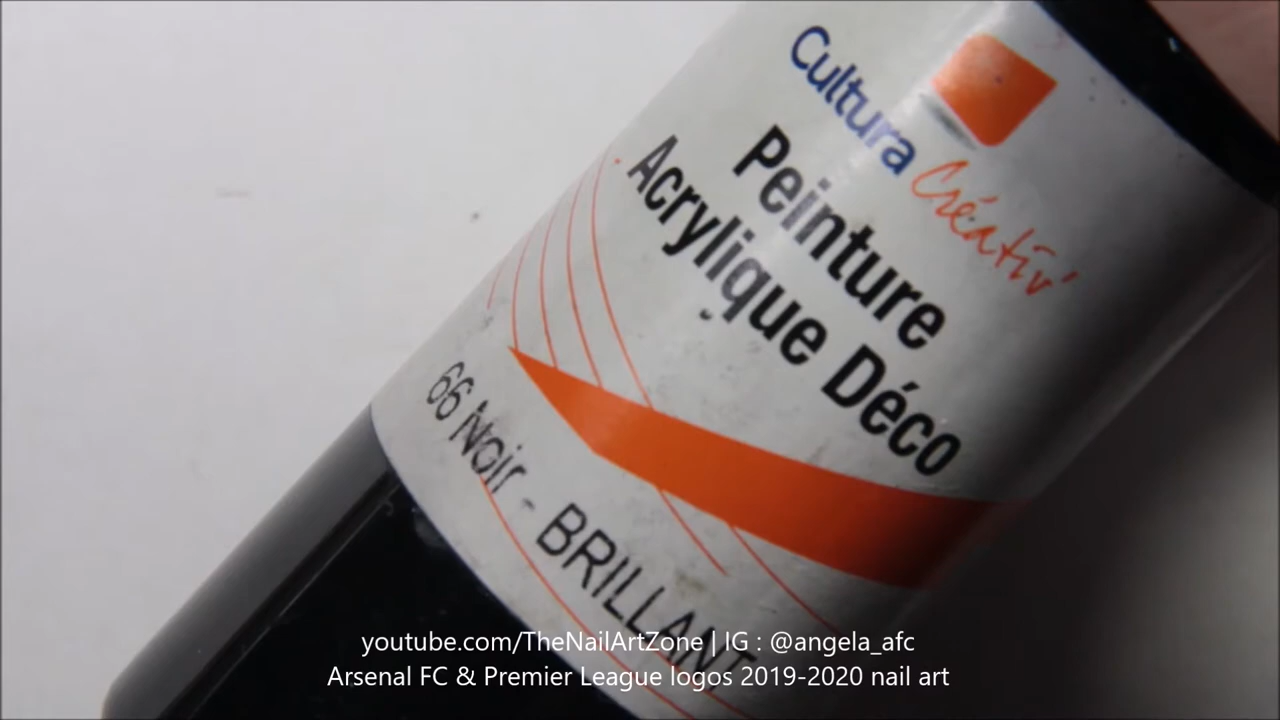 Cultura Créativ'
Peinture
Acrylique Déco
66 Noir - BRILLANT
youtube.com/TheNailArtZone | IG : @angela_afc
Arsenal FC & Premier League logos 2019-2020 nail art